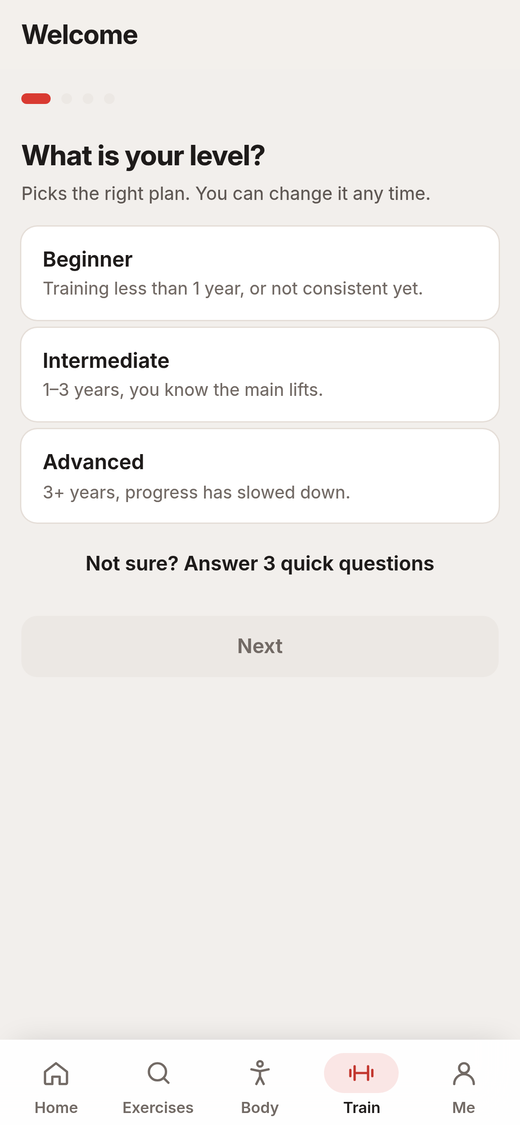 Welcome
What is your level?
Picks the right plan. You can change it any time.
Beginner
Training less than 1 year, or not consistent yet.
Intermediate
1–3 years, you know the main lifts.
Advanced
3+ years, progress has slowed down.
Not sure? Answer 3 quick questions
Next
Home
Exercises
Body
Train
Me